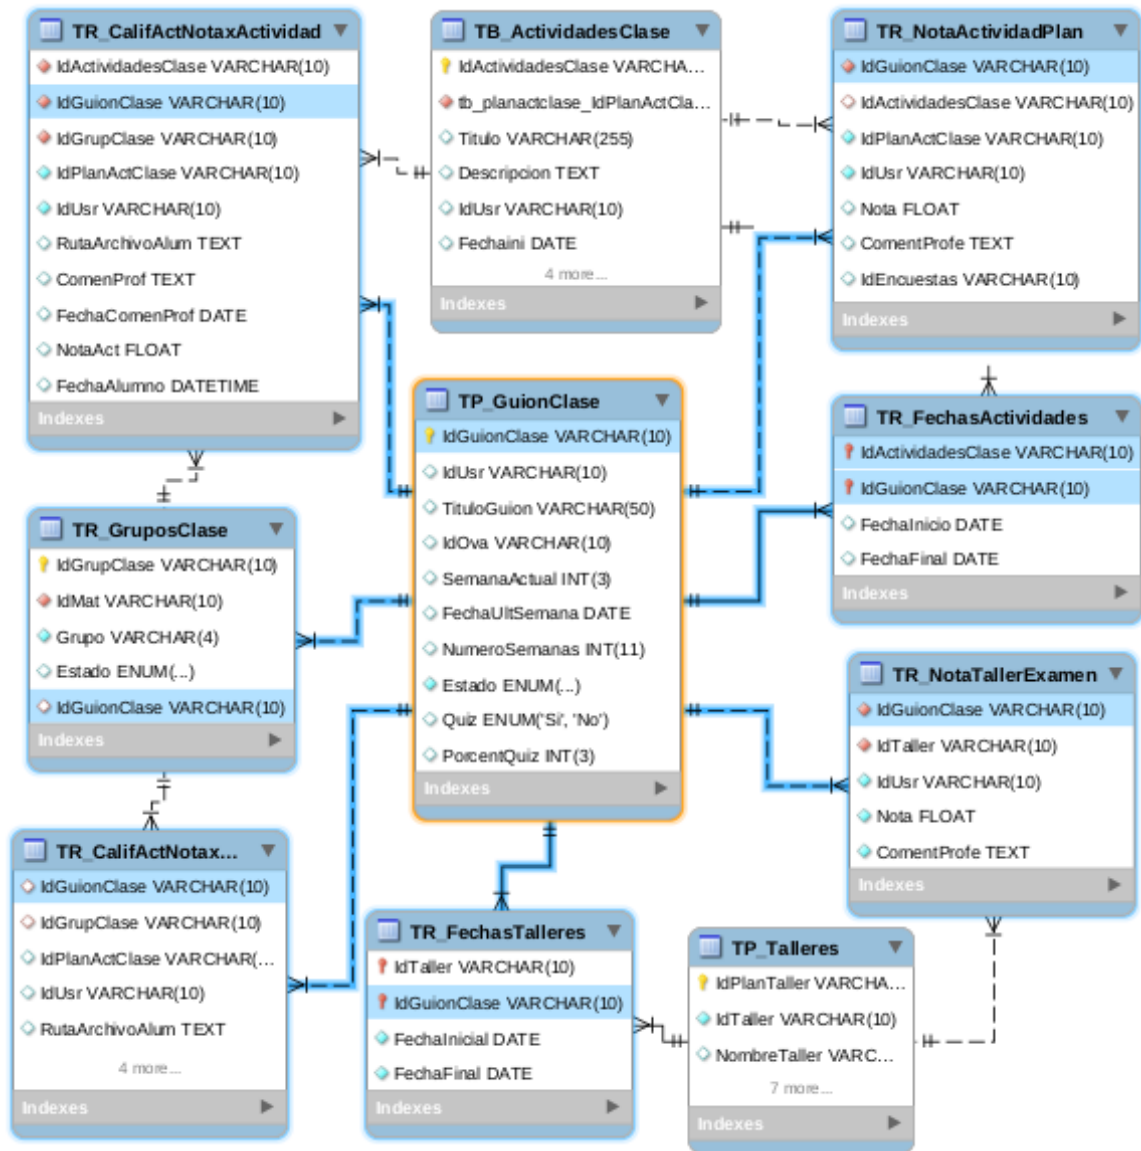 TR_CalifActNotaxActividad
IdActividadesClase VARCHAR(10)
IdGuionClase VARCHAR(10)
IdGrupClase VARCHAR(10)
IdPlanActClase VARCHAR(10)
IdUsr VARCHAR(10)
RutaArchivoAlum TEXT
ComenProf TEXT
FechaComenProf DATE
NotaAct FLOAT
FechaAlumno DATETIME
Indexes
TB_ActividadesClase
IdActividadesClase VARCHA...
tb_planactclase_IdPlanActCla...
Titulo VARCHAR(255)
Descripcion TEXT
IdUsr VARCHAR(10)
Fechaini DATE
4 more...
Indexes
TR_NotaActividadPlan
IdGuionClase VARCHAR(10)
IdActividadesClase VARCHAR(10)
IdPlanActClase VARCHAR(10)
IdUsr VARCHAR(10)
Nota FLOAT
ComentProfe TEXT
IdEncuestas VARCHAR(10)
Indexes
TP_GuionClase
IdGuionClase VARCHAR(10)
IdUsr VARCHAR(10)
TituloGuion VARCHAR(50)
IdOva VARCHAR(10)
SemanaActual INT(3)
FechaUltSemana DATE
NumeroSemanas INT(11)
Estado ENUM(...)
Quiz ENUM('Si', 'No')
PorcentQuiz INT(3)
Indexes
TR_FechasActividades
IdActividadesClase VARCHAR(10)
IdGuionClase VARCHAR(10)
FechaInicio DATE
FechaFinal DATE
Indexes
TR_GruposClase
IdGrupClase VARCHAR(10)
IdMat VARCHAR(10)
Grupo VARCHAR(4)
Estado ENUM(...)
IdGuionClase VARCHAR(10)
Indexes
TR_NotaTallerExamen
IdGuionClase VARCHAR(10)
IdTaller VARCHAR(10)
IdUsr VARCHAR(10)
Nota FLOAT
ComentProfe TEXT
Indexes
TR_CalifActNotax...
IdGuionClase VARCHAR(10)
IdGrupClase VARCHAR(10)
IdPlanActClase VARCHAR(...
IdUsr VARCHAR(10)
RutaArchivoAlum TEXT
4 more...
Indexes
TR_FechasTalleres
IdTaller VARCHAR(10)
IdGuionClase VARCHAR(10)
FechaInicial DATE
FechaFinal DATE
Indexes
TP_Talleres
IdPlanTaller VARCHA...
IdTaller VARCHAR(10)
NombreTaller VARC...
7 more...
Indexes